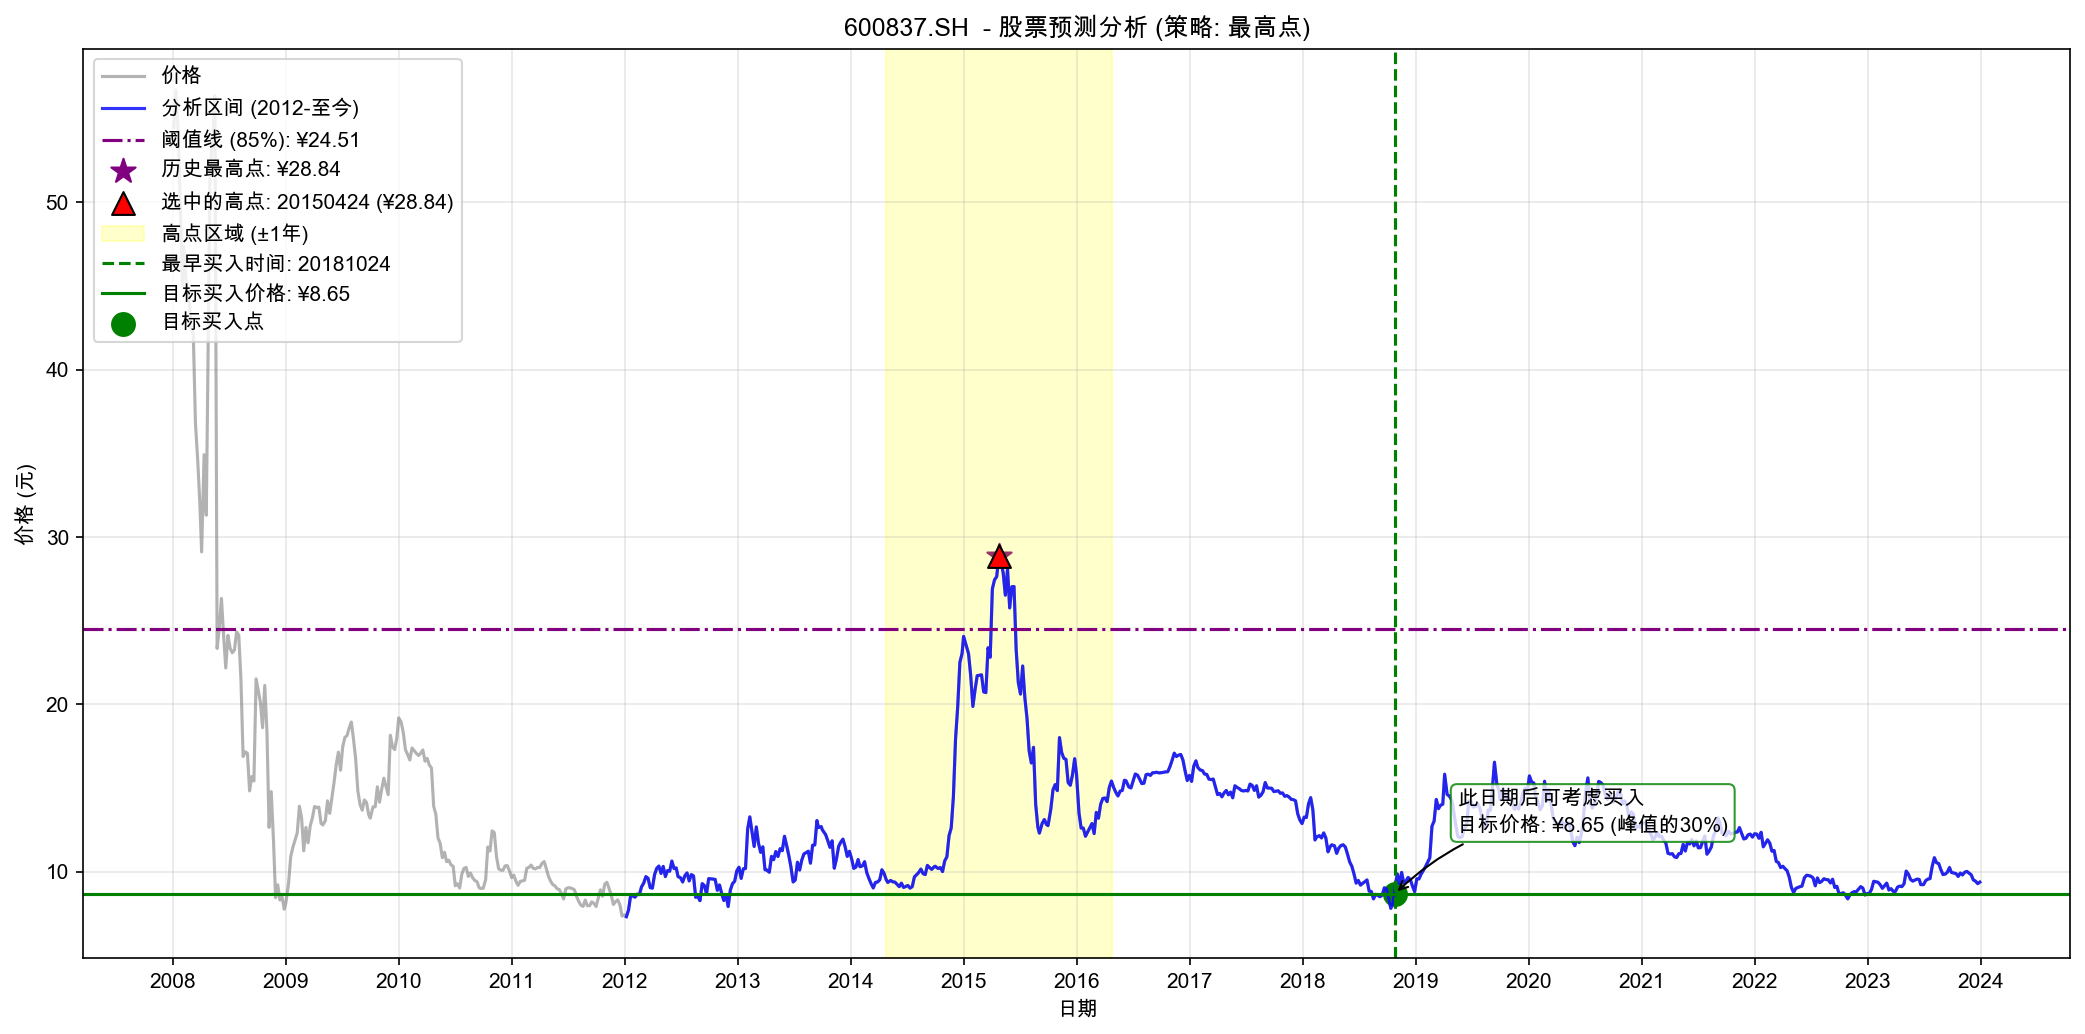 600837.SH - 股票预测分析 (策略: 最高点)
价格
分析区间 (2012-至今)
阈值线 (85%): ¥24.51
历史最高点: ¥28.84
选中的高点: 20150424 (¥28.84)
高点区域 (±1年)
最早买入时间: 20181024
目标买入价格: ¥8.65
目标买入点
50
40
30
20
10
价格 (元)
此日期后可考虑买入
目标价格: ¥8.65 (峰值的30%)
2008 2009 2010 2011 2012 2013 2014 2015 2016 2017 2018 2019 2020 2021 2022 2023 2024
日期